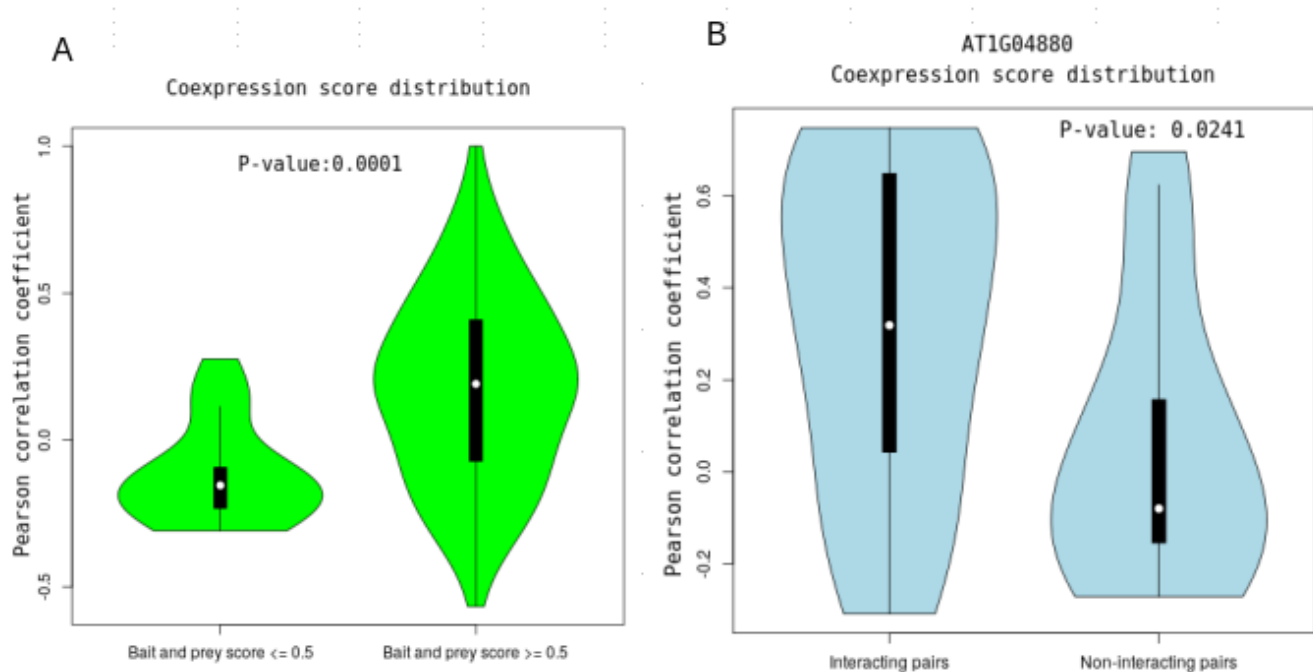 A
Coexpression score distribution
P-value:0.0001
Pearson correlation coefficient
1.0
0.5
0.0
-0.5
Bait and prey score <= 0.5
Bait and prey score >= 0.5
B
AT1G04880
Coexpression score distribution
P-value: 0.0241
Pearson correlation coefficient
0.6
0.4
0.2
0.0
-0.2
Interacting pairs
Non-interacting pairs